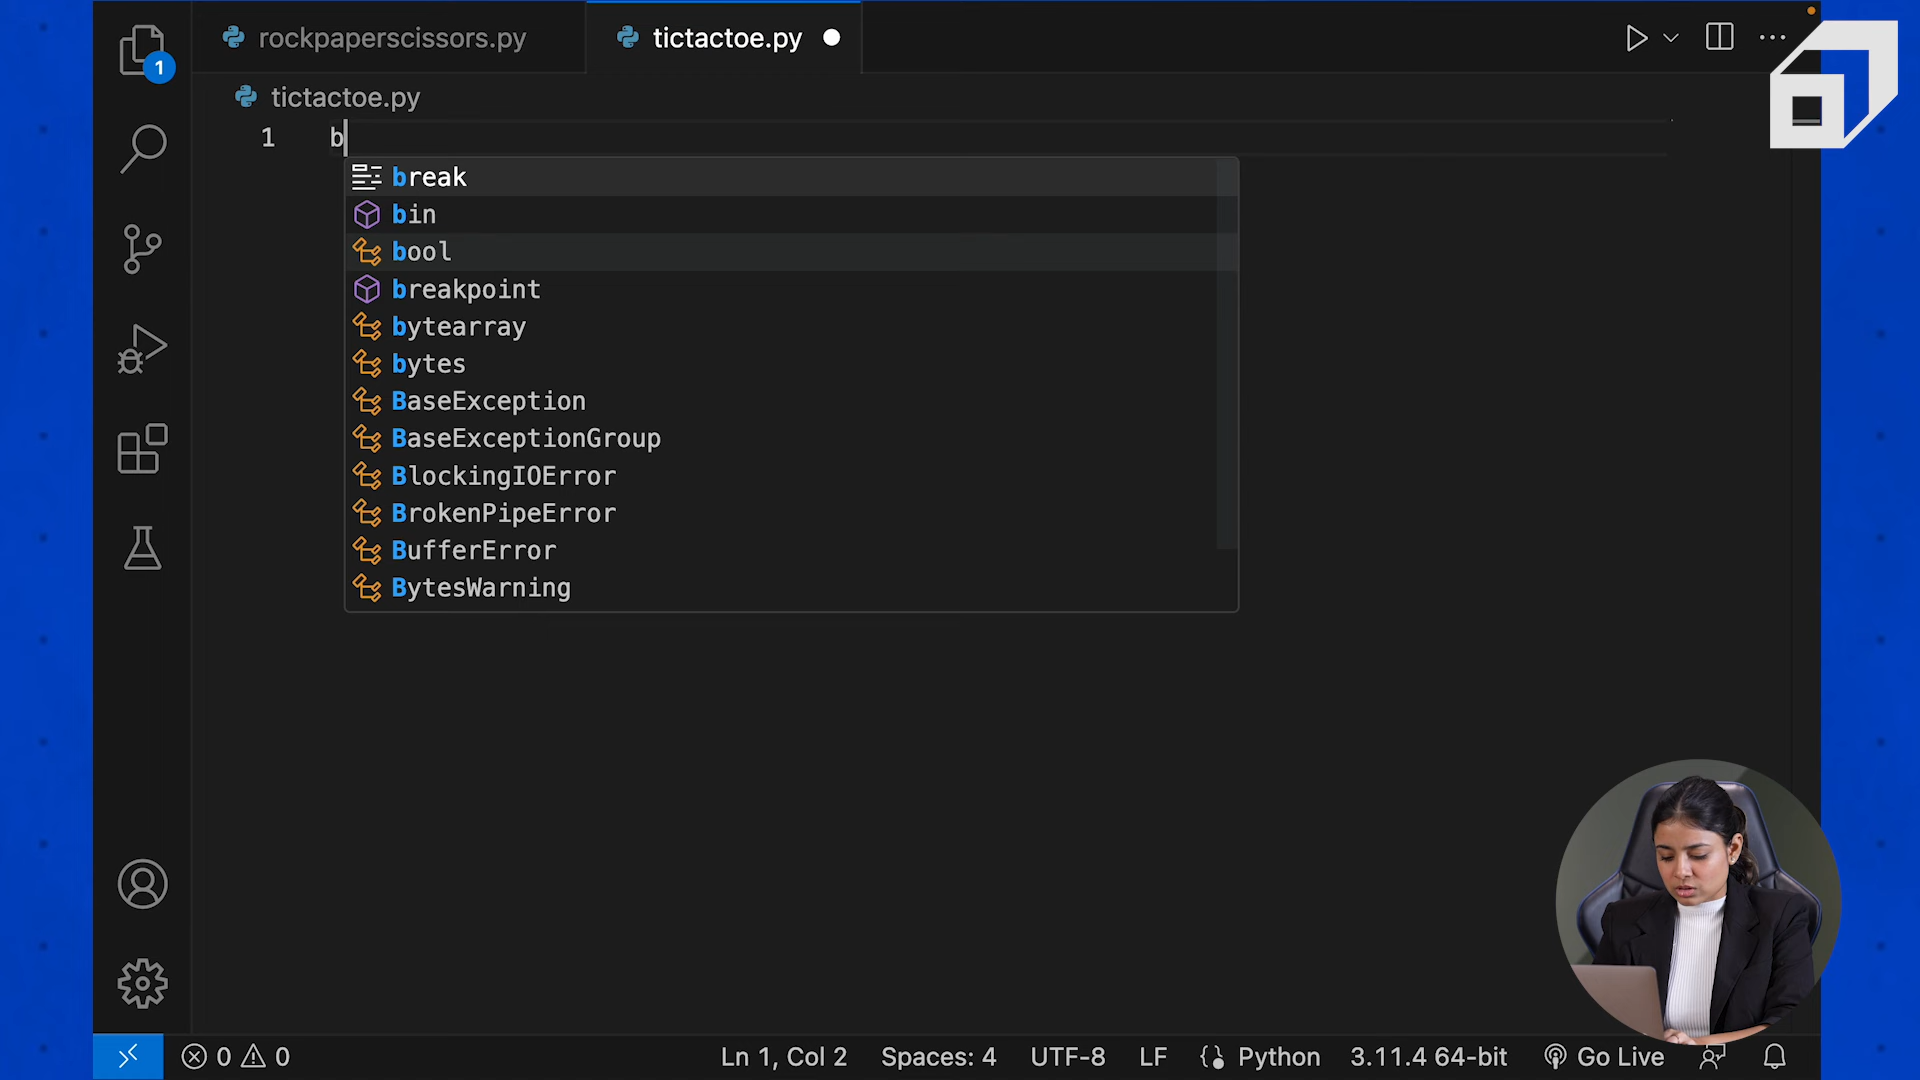 rockpaperscissors.py
tictactoe.py
1
tictactoe.py
1 b
break
bin
bool
breakpoint
bytearray
bytes
BaseException
BaseExceptionGroup
BlockingIOError
BrokenPipeError
BufferError
BytesWarning
0 0 Ln 1, Col 2 Spaces: 4 UTF-8 LF Python 3.11.4 64-bit Go Live